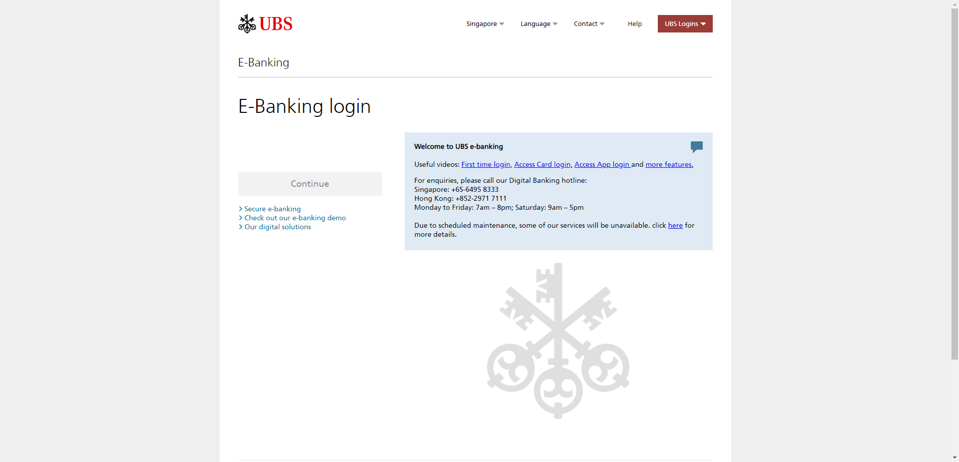 UBS
Singapore
Language
Contact
Help
UBS Logins
E-Banking
E-Banking login
Continue
Secure e-banking
Check out our e-banking demo
Our digital solutions
Welcome to UBS e-banking
Useful videos: First time login, Access Card login, Access App login and more features.
For enquiries, please call our Digital Banking hotline:
Singapore: +65-6495 8333
Hong Kong: +852-2971 7111
Monday to Friday: 7am – 8pm; Saturday: 9am – 5pm
Due to scheduled maintenance, some of our services will be unavailable. click here for
more details.